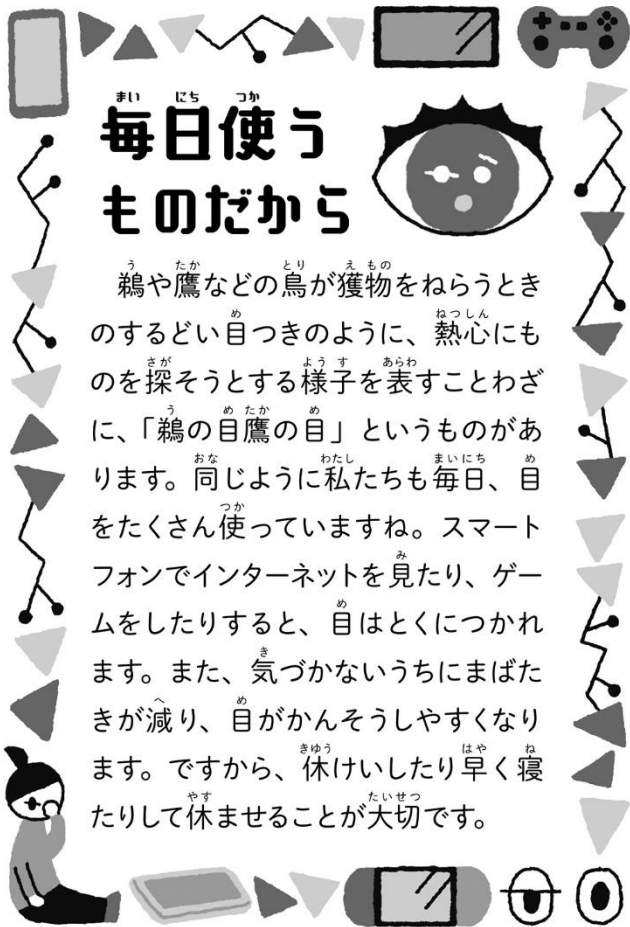 毎日使う
ものだから
鵜や鷹などの鳥が獲物をねらうとき
のするどい目つきのように、熱心にも
のを探そうとする様子を表すことわざ
に、「鵜の目鷹の目」というものがあ
ります。同じように私たちも毎日、目
をたくさん使っていますね。スマート
フォンでインターネットを見たり、ゲー
ムをしたりすると、目はとくにつかれ
ます。また、気づかないうちにまばた
きが減り、目がかんそうしやすくなり
ます。ですから、休けいしたり早く寝
たりして休ませることが大切です。